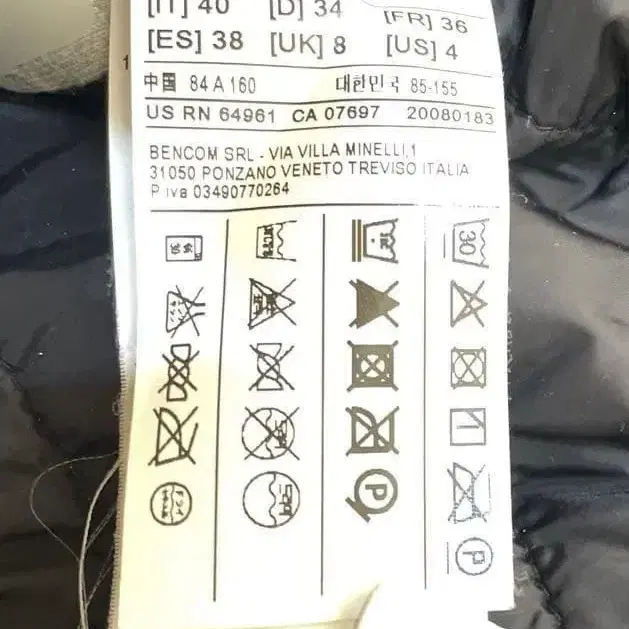 [IT] 40 [D] 34 [FR] 36
[ES] 38 [UK] 8 [US] 4
中国 84 A 160 대한민국 85-155
US RN 64961 CA 07697 20080183
BENCOM SRL - VIA VILLA MINELLI,1
31050 PONZANO VENETO TREVISO ITALIA
P iva 03490770264
30
P
P